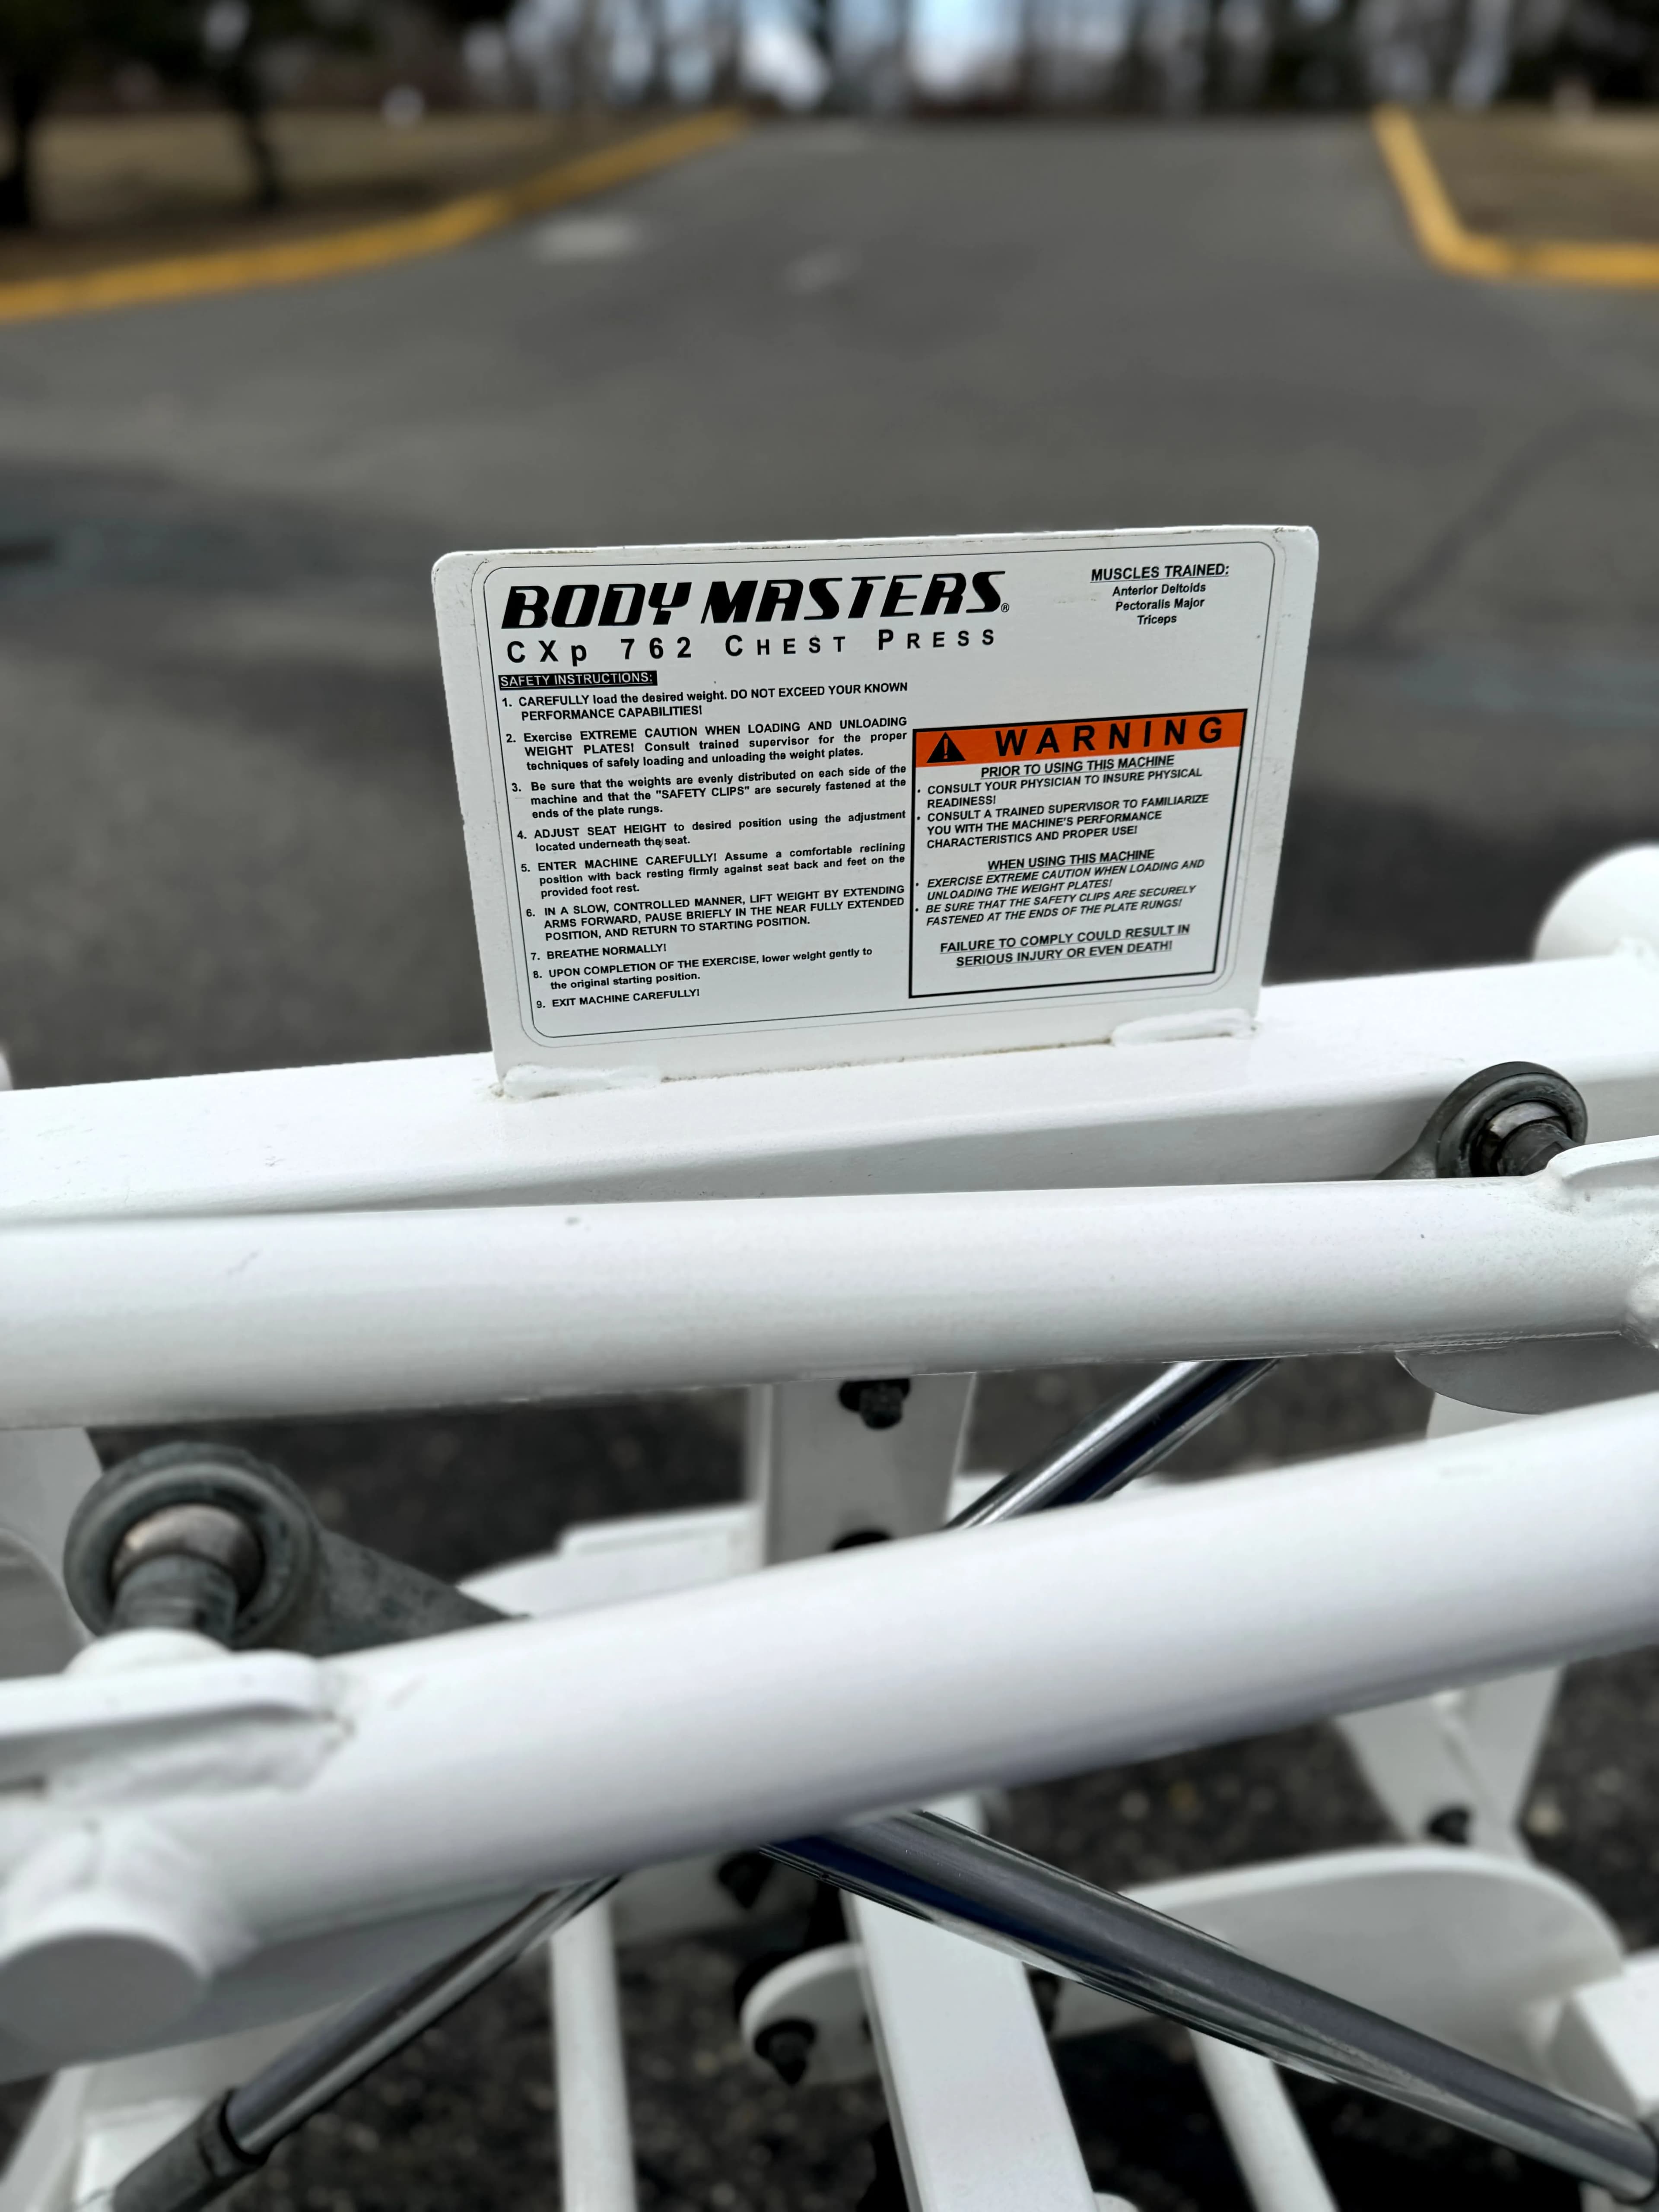 BODY MASTERS®
CXp 762 CHEST PRESS
MUSCLES TRAINED:
Anterior Deltoids
Pectoralis Major
Triceps
SAFETY INSTRUCTIONS:
1. CAREFULLY load the desired weight. DO NOT EXCEED YOUR KNOWN
PERFORMANCE CAPABILITIES!
2. Exercise EXTREME CAUTION WHEN LOADING AND UNLOADING
WEIGHT PLATES! Consult trained supervisor for the proper
techniques of safely loading and unloading the weight plates.
3. Be sure that the weights are evenly distributed on each side of the
machine and that the "SAFETY CLIPS" are securely fastened at the
ends of the plate rungs.
4. ADJUST SEAT HEIGHT to desired position using the adjustment
located underneath the seat.
5. ENTER MACHINE CAREFULLY! Assume a comfortable reclining
position with back resting firmly against seat back and feet on the
provided foot rest.
6. IN A SLOW, CONTROLLED MANNER, LIFT WEIGHT BY EXTENDING
ARMS FORWARD, PAUSE BRIEFLY IN THE NEAR FULLY EXTENDED
POSITION, AND RETURN TO STARTING POSITION.
7. BREATHE NORMALLY!
8. UPON COMPLETION OF THE EXERCISE, lower weight gently to
the original starting position.
9. EXIT MACHINE CAREFULLY!
WARNING
PRIOR TO USING THIS MACHINE
• CONSULT YOUR PHYSICIAN TO INSURE PHYSICAL
READINESS!
• CONSULT A TRAINED SUPERVISOR TO FAMILIARIZE
YOU WITH THE MACHINE'S PERFORMANCE
CHARACTERISTICS AND PROPER USE!
WHEN USING THIS MACHINE
• EXERCISE EXTREME CAUTION WHEN LOADING AND
UNLOADING THE WEIGHT PLATES!
• BE SURE THAT THE SAFETY CLIPS ARE SECURELY
FASTENED AT THE ENDS OF THE PLATE RUNGS!
FAILURE TO COMPLY COULD RESULT IN
SERIOUS INJURY OR EVEN DEATH!